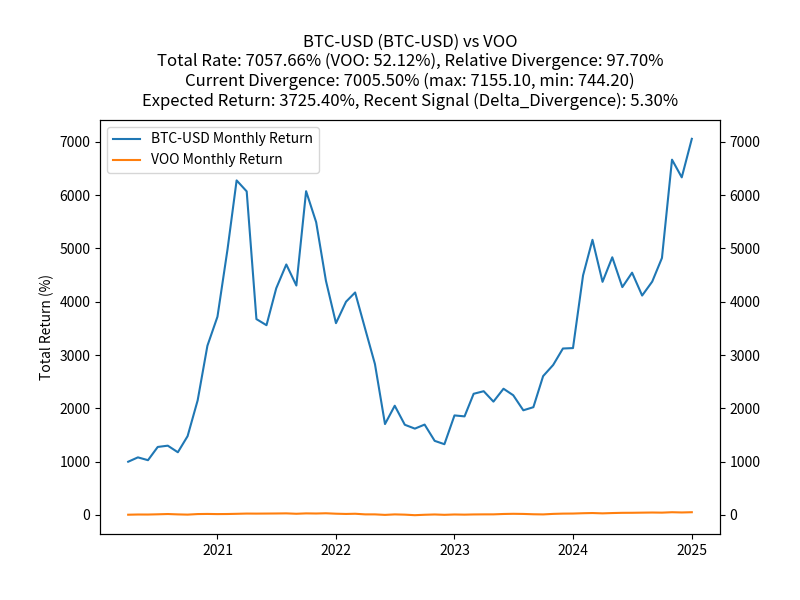 BTC-USD (BTC-USD) vs VOO
Total Rate: 7057.66% (VOO: 52.12%), Relative Divergence: 97.70%
Current Divergence: 7005.50% (max: 7155.10, min: 744.20)
Expected Return: 3725.40%, Recent Signal (Delta_Divergence): 5.30%
BTC-USD Monthly Return
VOO Monthly Return
Total Return (%)
7000
6000
5000
4000
3000
2000
1000
0
7000
6000
5000
4000
3000
2000
1000
0
2021 2022 2023 2024 2025